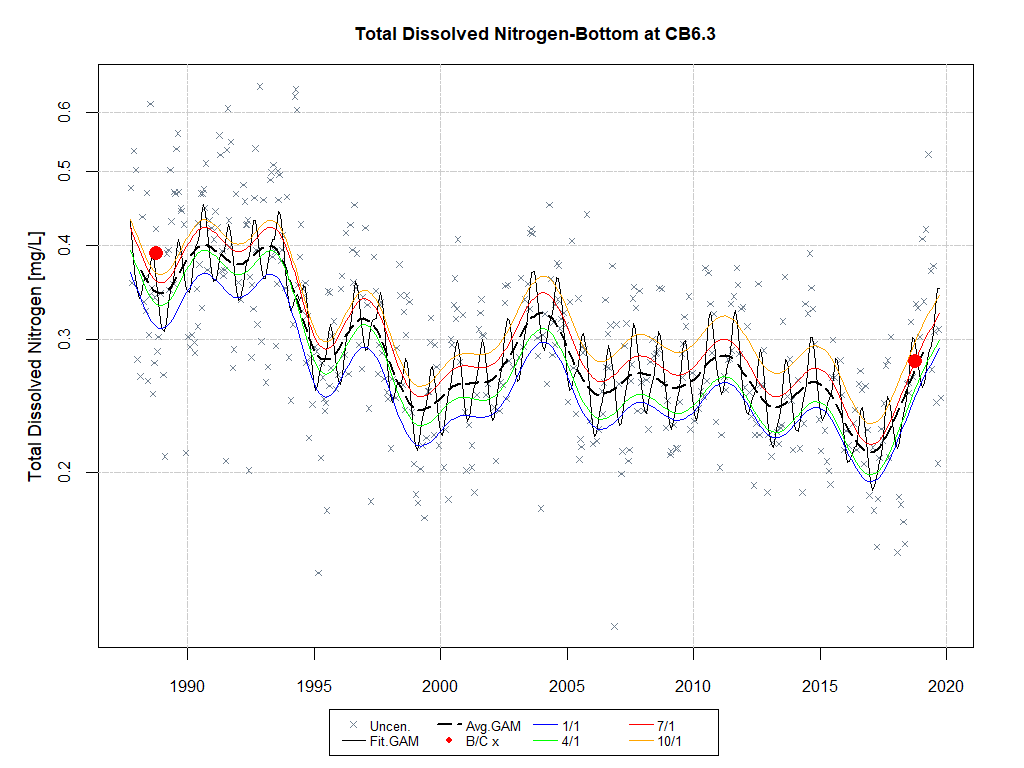 Total Dissolved Nitrogen-Bottom at CB6.3
Total Dissolved Nitrogen [mg/L]
0.6
0.5
0.4
0.3
0.2
1990 1995 2000 2005 2010 2015 2020
Uncen. Avg.GAM 1/1 7/1
Fit.GAM B/C x 4/1 10/1